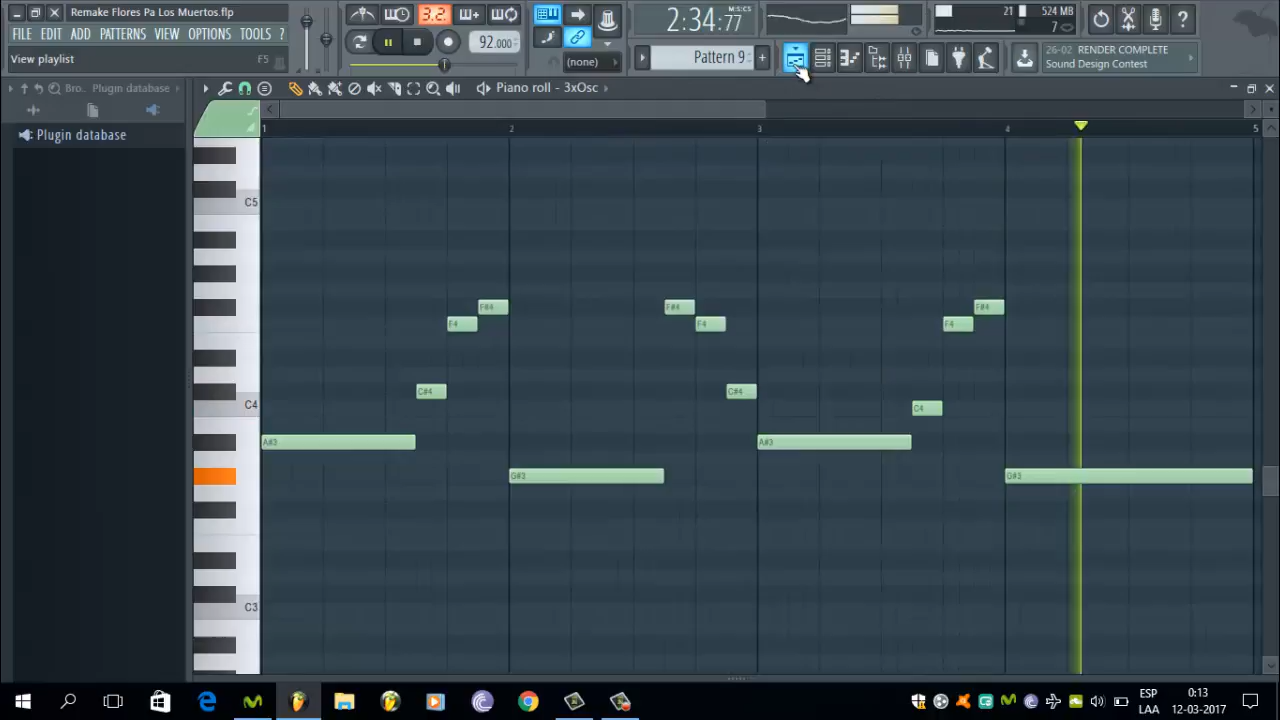 Remake Flores Pa Los Muertos.flp
FILE EDIT ADD PATTERNS VIEW OPTIONS TOOLS ?
View playlist F5
3.2
92.000
(none)
2:34:77
M:S:CS
Pattern 9
21
524 MB
7
26-02 RENDER COMPLETE
Sound Design Contest
Bro.. Plugin database
Piano roll - 3xOsc
Plugin database
1 2 3 4 5
C5
F#4 F#4 F#4
F4 F4 F4
C#4 C#4
C4
C4
A#3 A#3
G#3 G#3
C3
ESP
LAA
0:13
12-03-2017